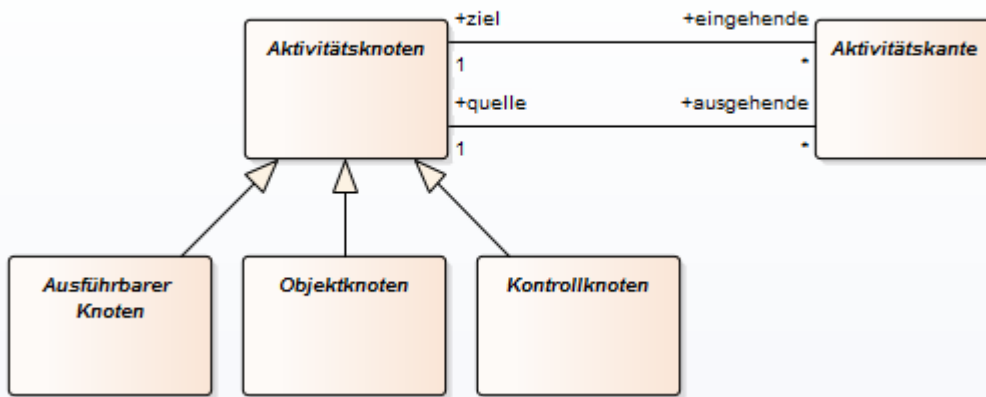 +ziel
+eingehende
Aktivitätsknoten
Aktivitätskante
1
*
+quelle
+ausgehende
1
*
Ausführbarer
Knoten
Objektknoten
Kontrollknoten